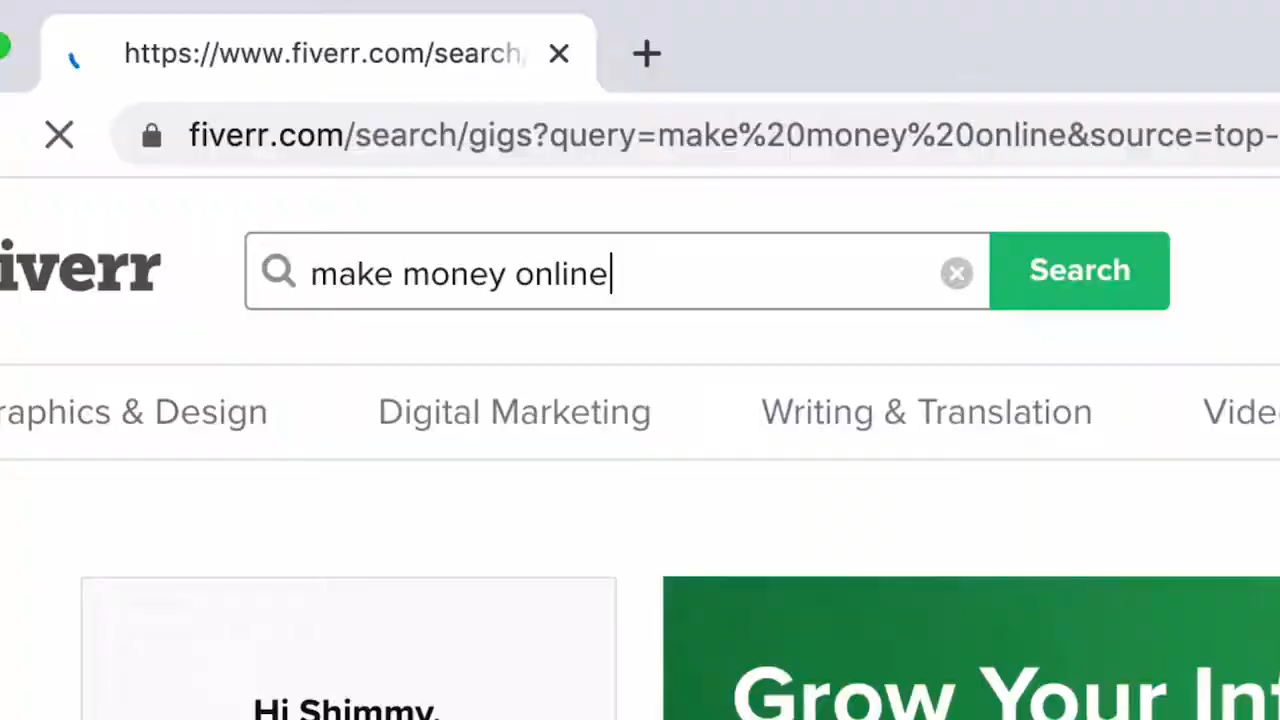 https://www.fiverr.com/search
fiverr.com/search/gigs?query=make%20money%20online&source=top-
iverr
make money online
Search
raphics & Design
Digital Marketing
Writing & Translation
Vide
Hi Shimmy,
Grow Your Int